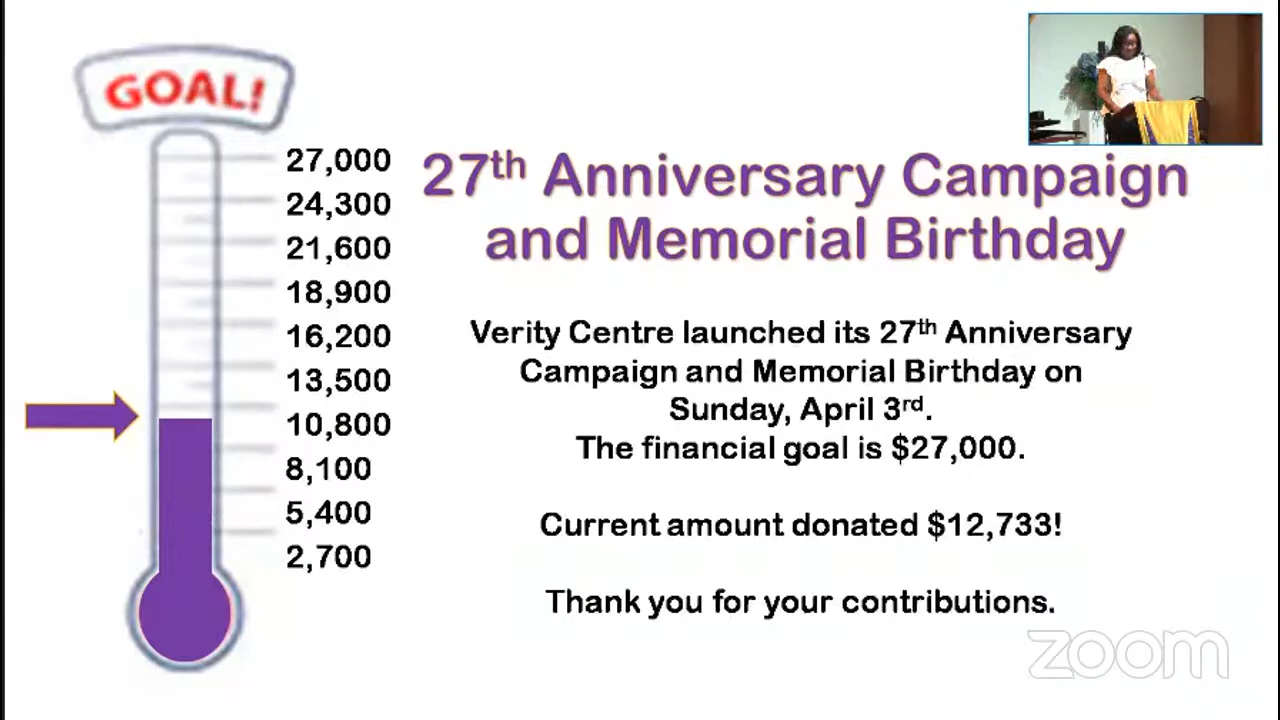 GOAL!
27,000
24,300
21,600
18,900
16,200
13,500
10,800
8,100
5,400
2,700
27th Anniversary Campaign
and Memorial Birthday
Verity Centre launched its 27th Anniversary
Campaign and Memorial Birthday on
Sunday, April 3rd.
The financial goal is $27,000.
Current amount donated $12,733!
Thank you for your contributions.
zoom